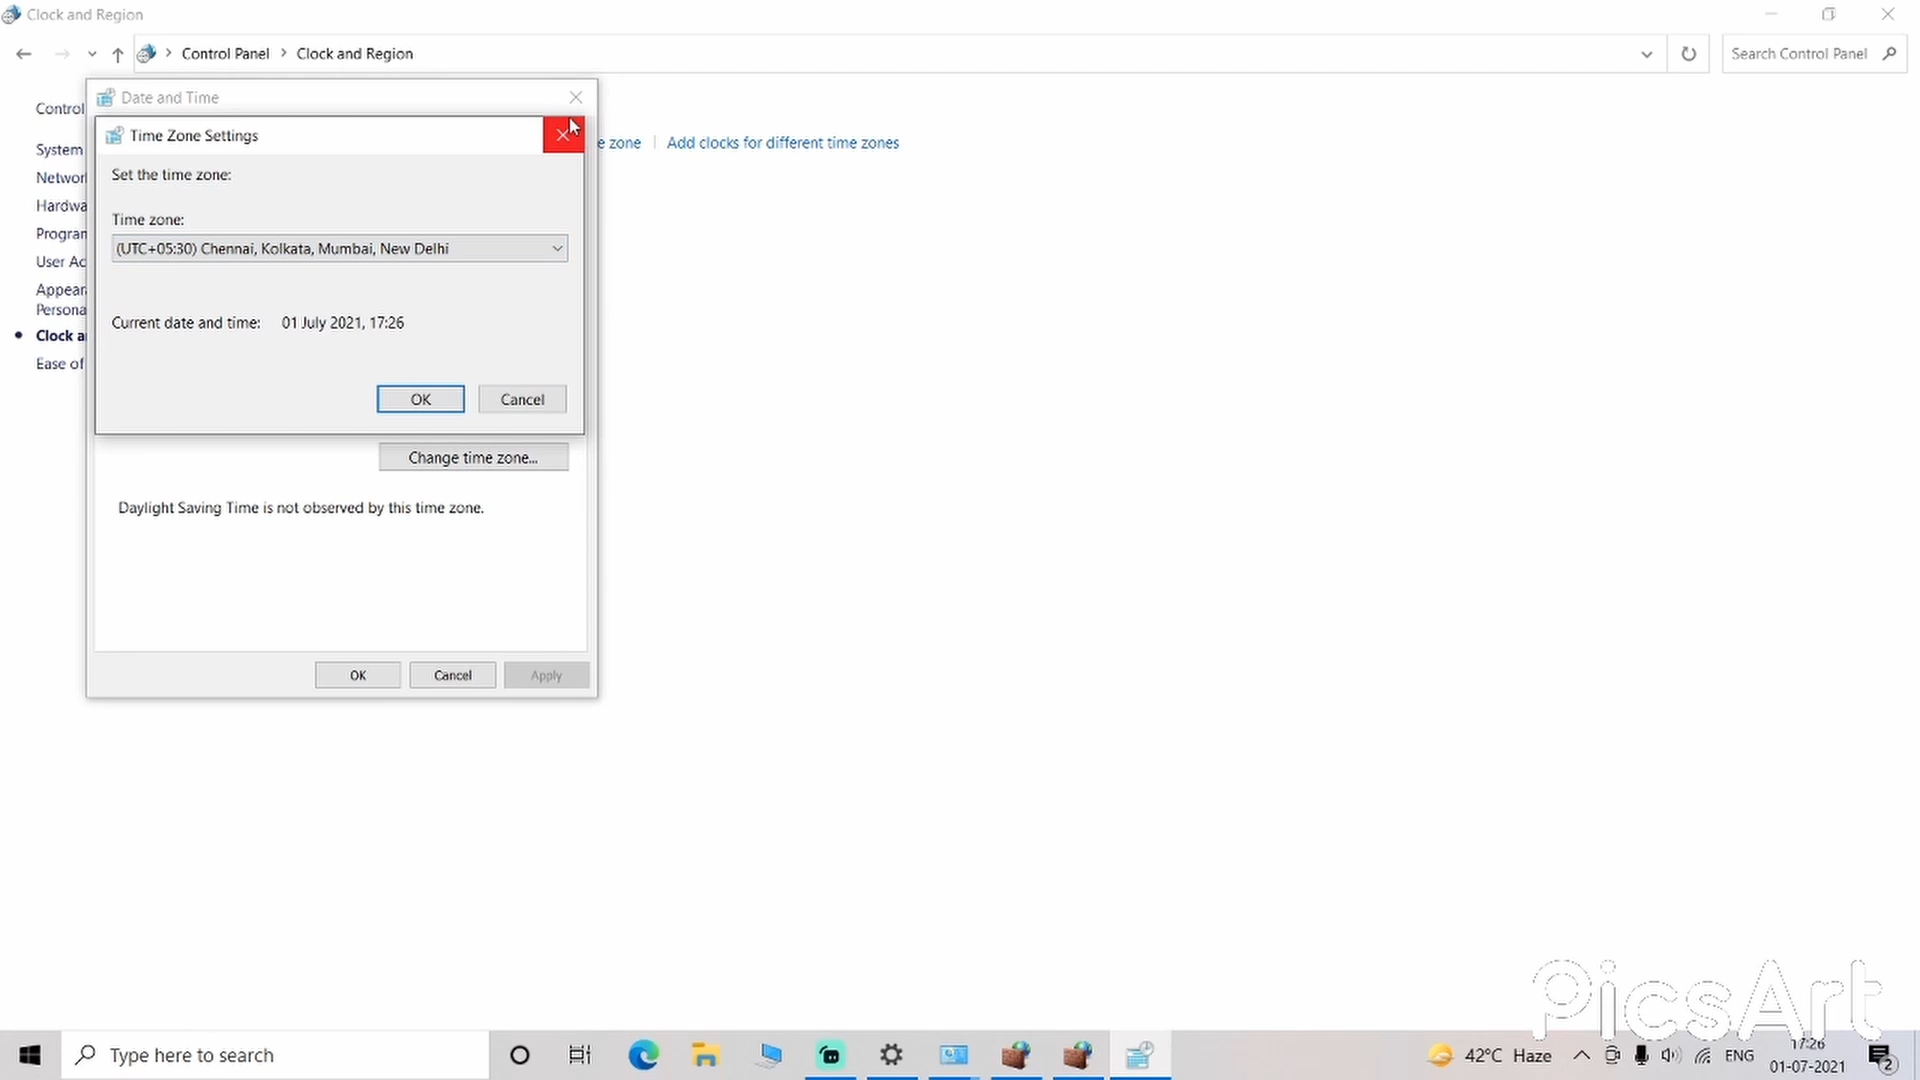 Clock and Region
Control Panel > Clock and Region
Search Control Panel
Date and Time
Control
Time Zone Settings
e zone | Add clocks for different time zones
System
Set the time zone:
Networ
Hardwa
Time zone:
Program
(UTC+05:30) Chennai, Kolkata, Mumbai, New Delhi
User Ac
Appear
Persona
Current date and time: 01 July 2021, 17:26
Clock a
Ease of
OK Cancel
Change time zone...
Daylight Saving Time is not observed by this time zone.
OK Cancel Apply
PicsArt
Type here to search
42°C Haze
ENG
17:26
01-07-2021
2